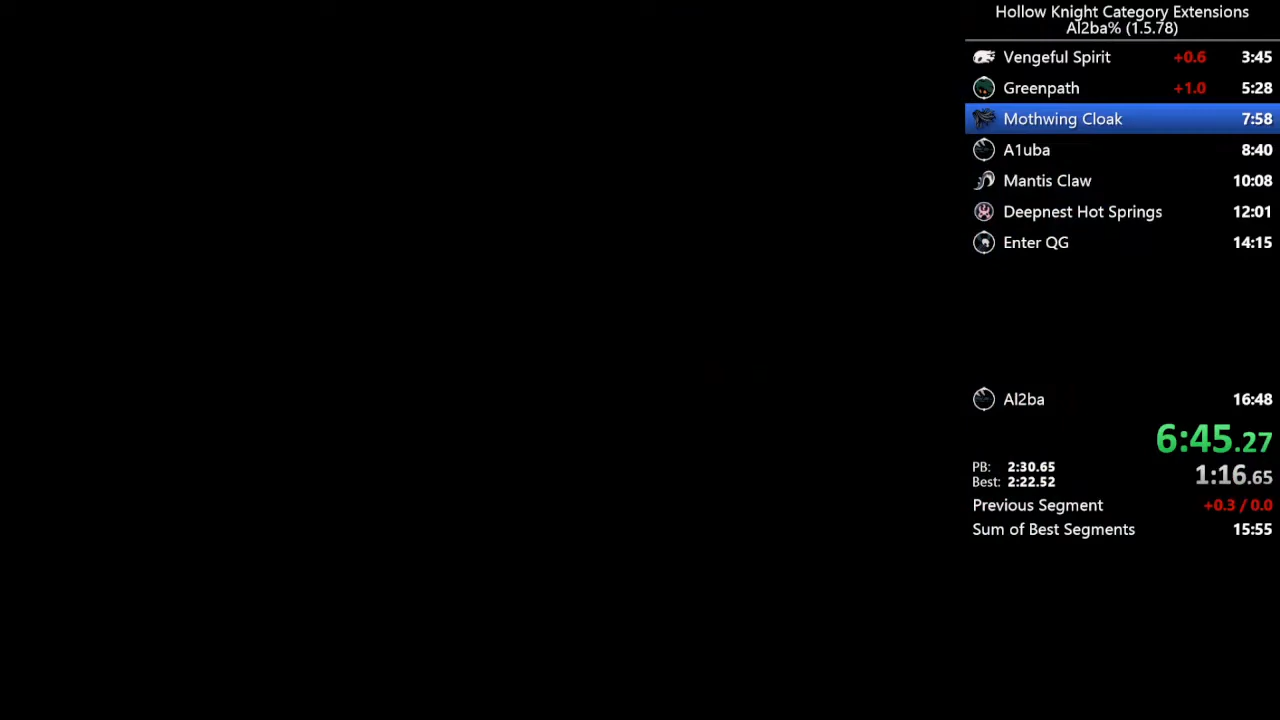 Hollow Knight Category Extensions
Al2ba% (1.5.78)
Vengeful Spirit +0.6 3:45
Greenpath +1.0 5:28
Mothwing Cloak 7:58
A1uba 8:40
Mantis Claw 10:08
Deepnest Hot Springs 12:01
Enter QG 14:15
Al2ba 16:48
6:45.27
PB: 2:30.65
Best: 2:22.52
1:16.65
Previous Segment +0.3 / 0.0
Sum of Best Segments 15:55